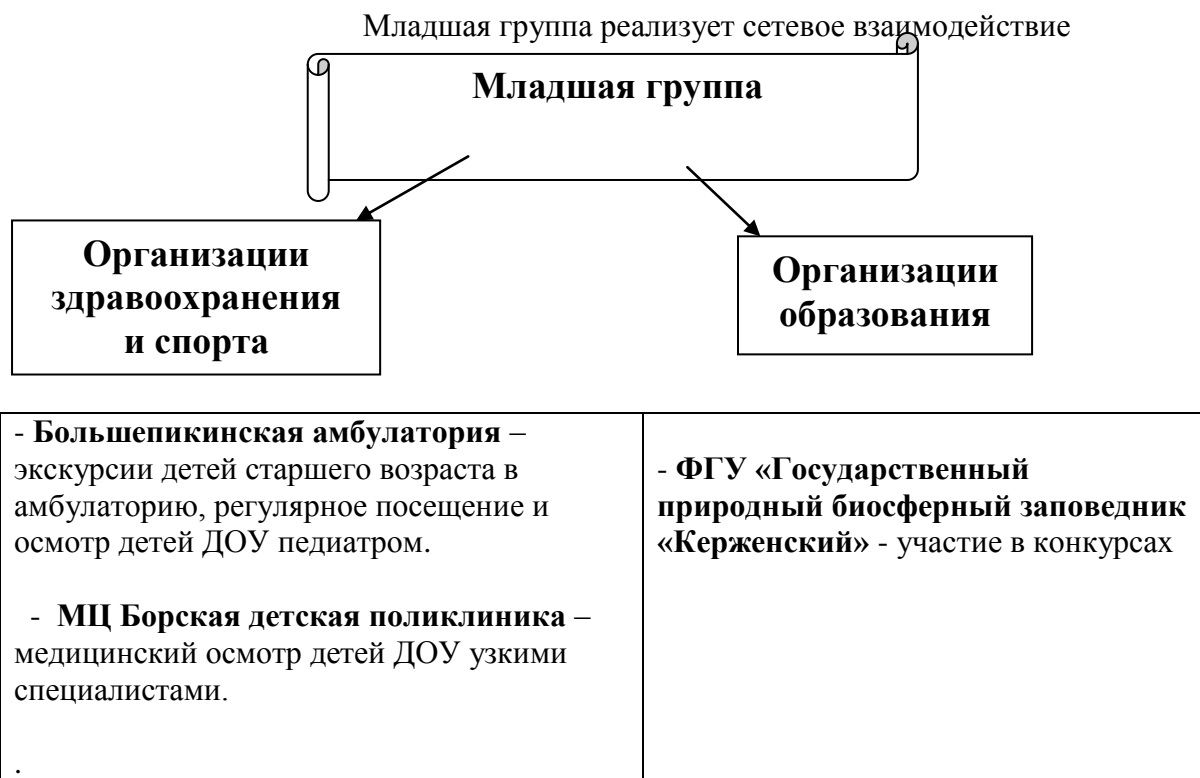 Младшая группа реализует сетевое взаимодействие
Младшая группа
Организации
здравоохранения
и спорта
Организации
образования
- Большепикинская амбулатория –
экскурсии детей старшего возраста в
амбулаторию, регулярное посещение и
осмотр детей ДОУ педиатром.
- МЦ Борская детская поликлиника –
медицинский осмотр детей ДОУ узкими
специалистами.
.
- ФГУ «Государственный
природный биосферный заповедник
«Керженский» - участие в конкурсах